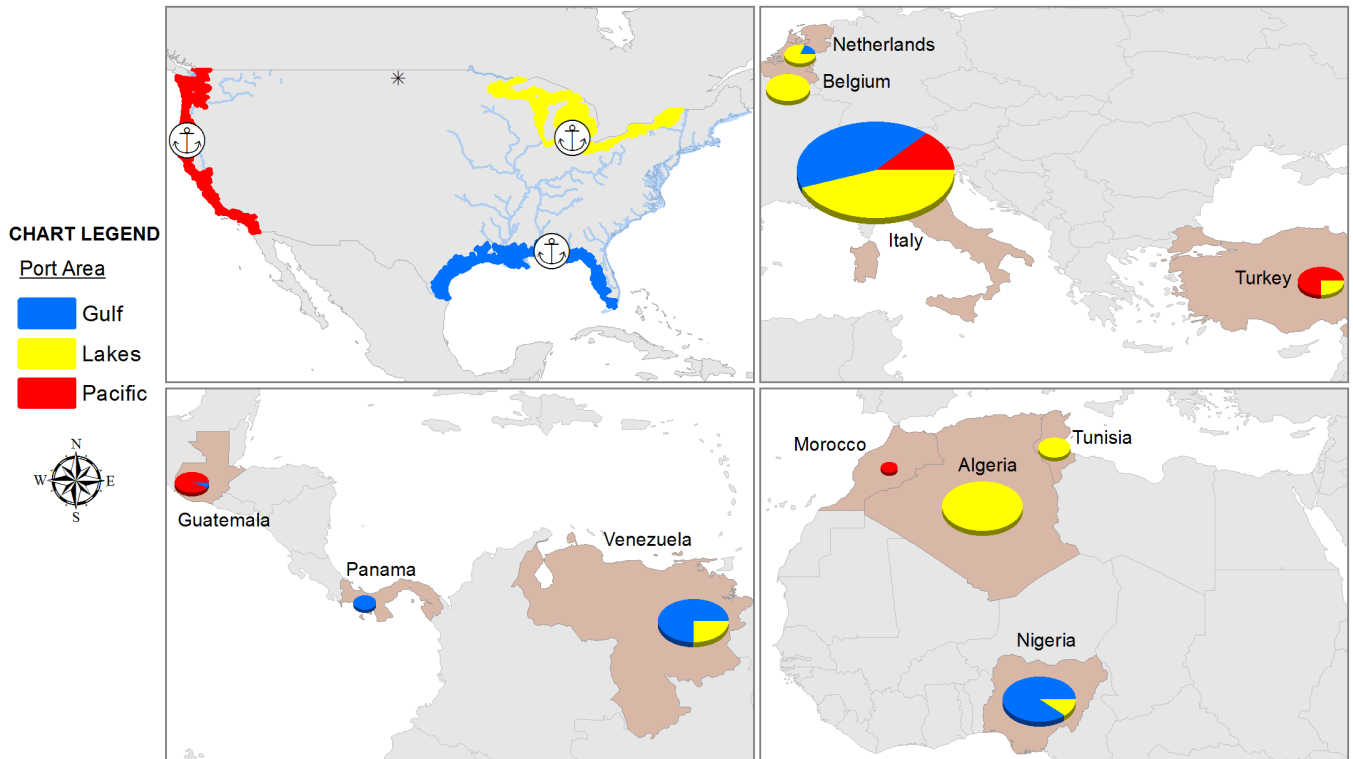 CHART LEGEND
Port Area
Gulf
Lakes
Pacific
N
W
E
S
Netherlands
Belgium
Italy
Turkey
Guatemala
Panama
Venezuela
Morocco
Algeria
Tunisia
Nigeria